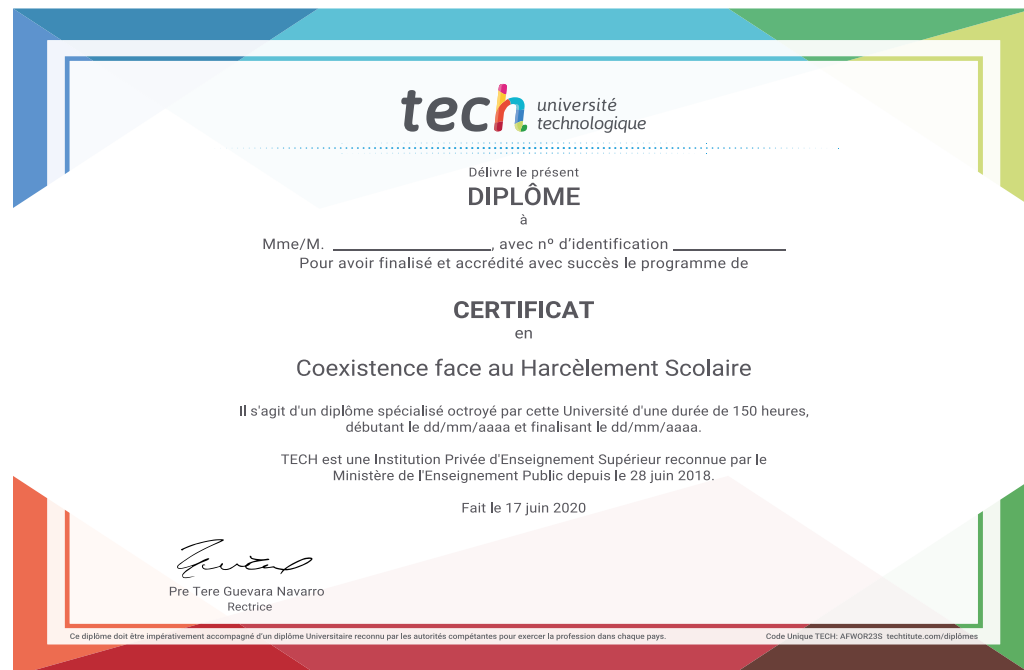 tech université
technologique
Délivre le présent
DIPLÔME
à
Mme/M. ____________________, avec nº d'identification ______________
Pour avoir finalisé et accrédité avec succès le programme de
CERTIFICAT
en
Coexistence face au Harcèlement Scolaire
Il s'agit d'un diplôme spécialisé octroyé par cette Université d'une durée de 150 heures,
débutant le dd/mm/aaaa et finalisant le dd/mm/aaaa.
TECH est une Institution Privée d'Enseignement Supérieur reconnue par le
Ministère de l'Enseignement Public depuis le 28 juin 2018.
Fait le 17 juin 2020
Pre Tere Guevara Navarro
Rectrice
Ce diplôme doit être impérativement accompagné d'un diplôme Universitaire reconnu par les autorités compétantes pour exercer la profession dans chaque pays.
Code Unique TECH: AFWOR23S techtitute.com/diplômes